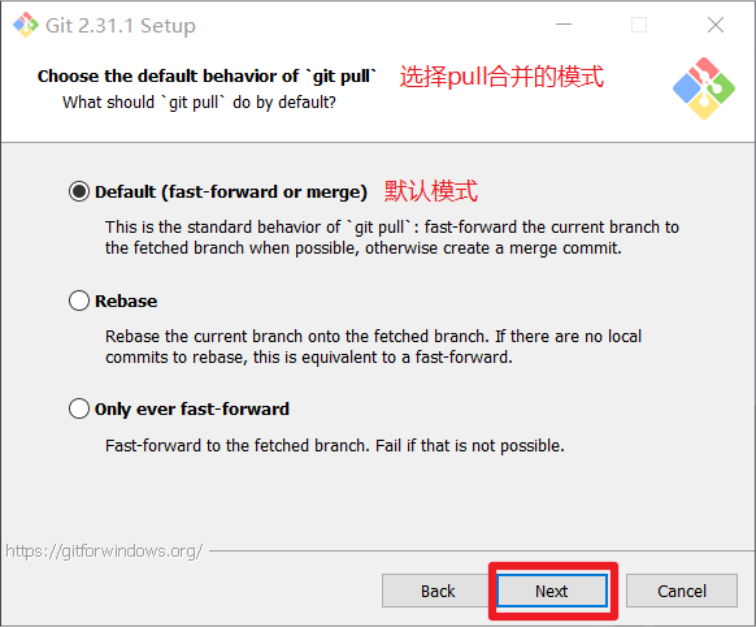 Git 2.31.1 Setup
Choose the default behavior of `git pull` 选择pull合并的模式
What should `git pull` do by default?
Default (fast-forward or merge) 默认模式
This is the standard behavior of `git pull`: fast-forward the current branch to
the fetched branch when possible, otherwise create a merge commit.
Rebase
Rebase the current branch onto the fetched branch. If there are no local
commits to rebase, this is equivalent to a fast-forward.
Only ever fast-forward
Fast-forward to the fetched branch. Fail if that is not possible.
https://gitforwindows.org/
Back Next Cancel